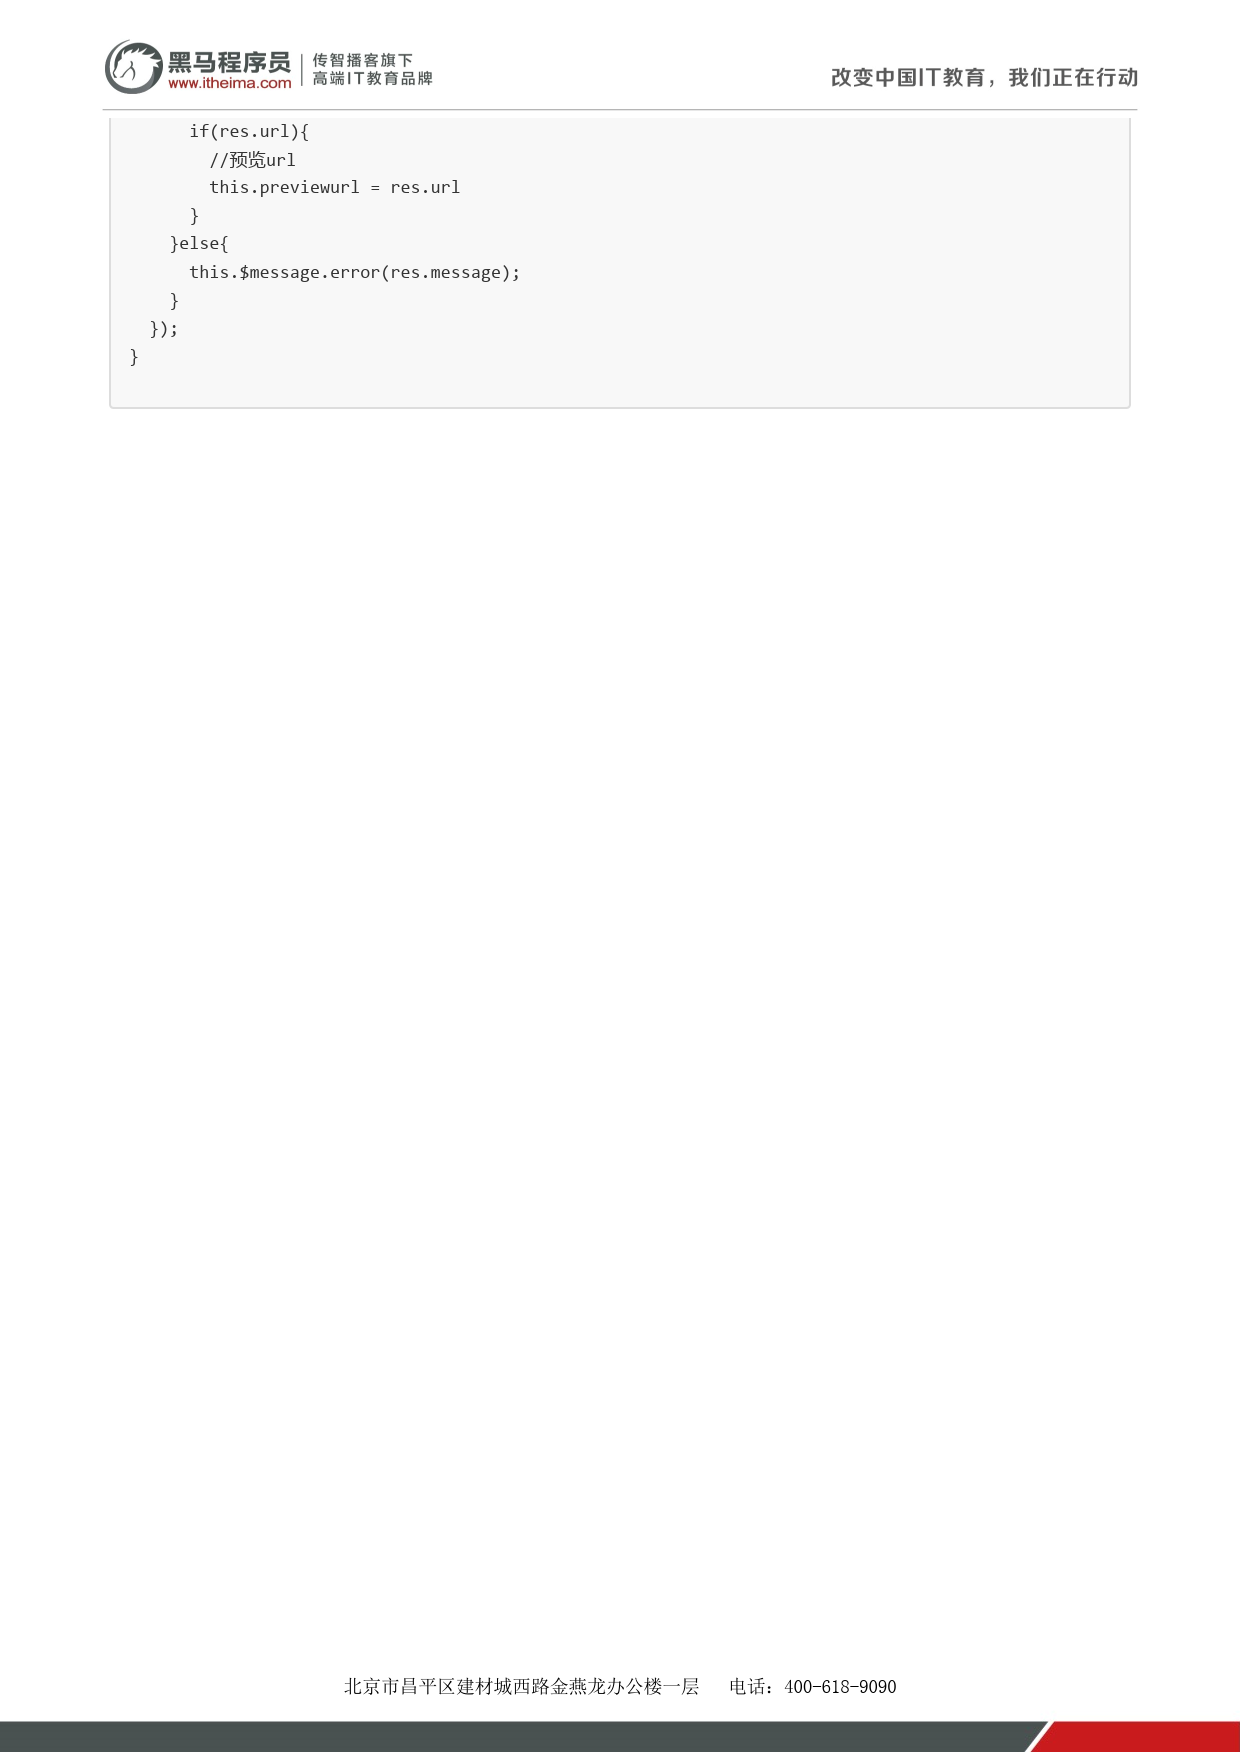 黑马程序员
www.itheima.com
传智播客旗下
高端IT教育品牌
改变中国IT教育，我们正在行动
      if(res.url){
        //预览url
        this.previewurl = res.url
      }
    }else{
      this.$message.error(res.message);
    }
  });
}
北京市昌平区建材城西路金燕龙办公楼一层   电话：400-618-9090